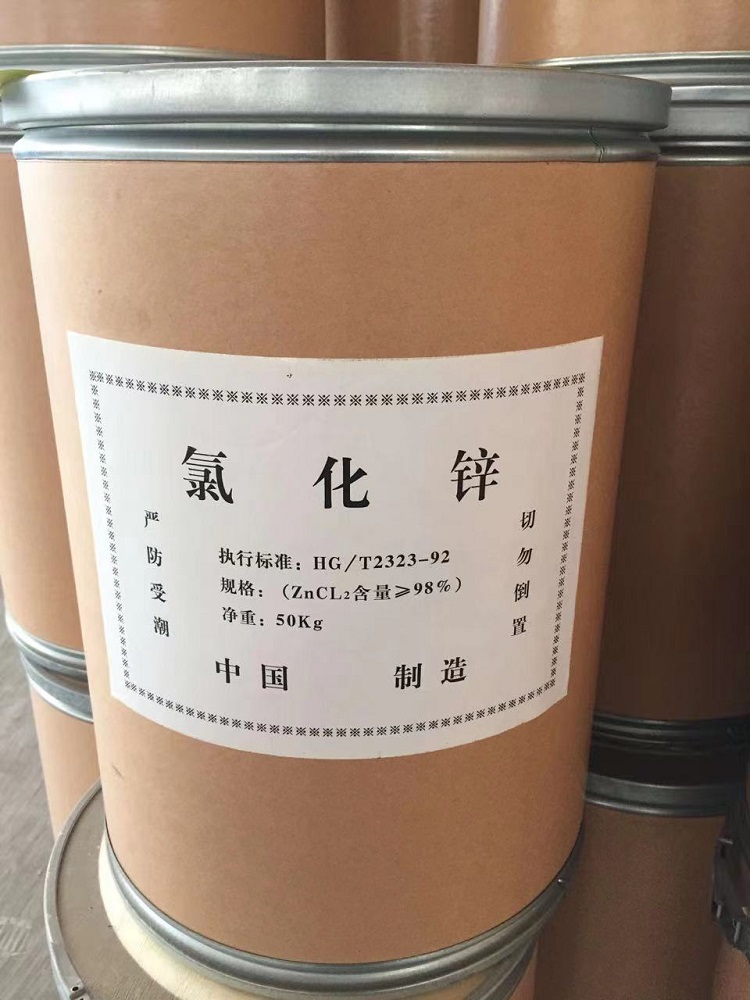 氯化锌
严防受潮
执行标准：HG/T2323-92
规格：（ZnCL₂含量≥98%）
净重：50Kg
切勿倒置
中国 制造